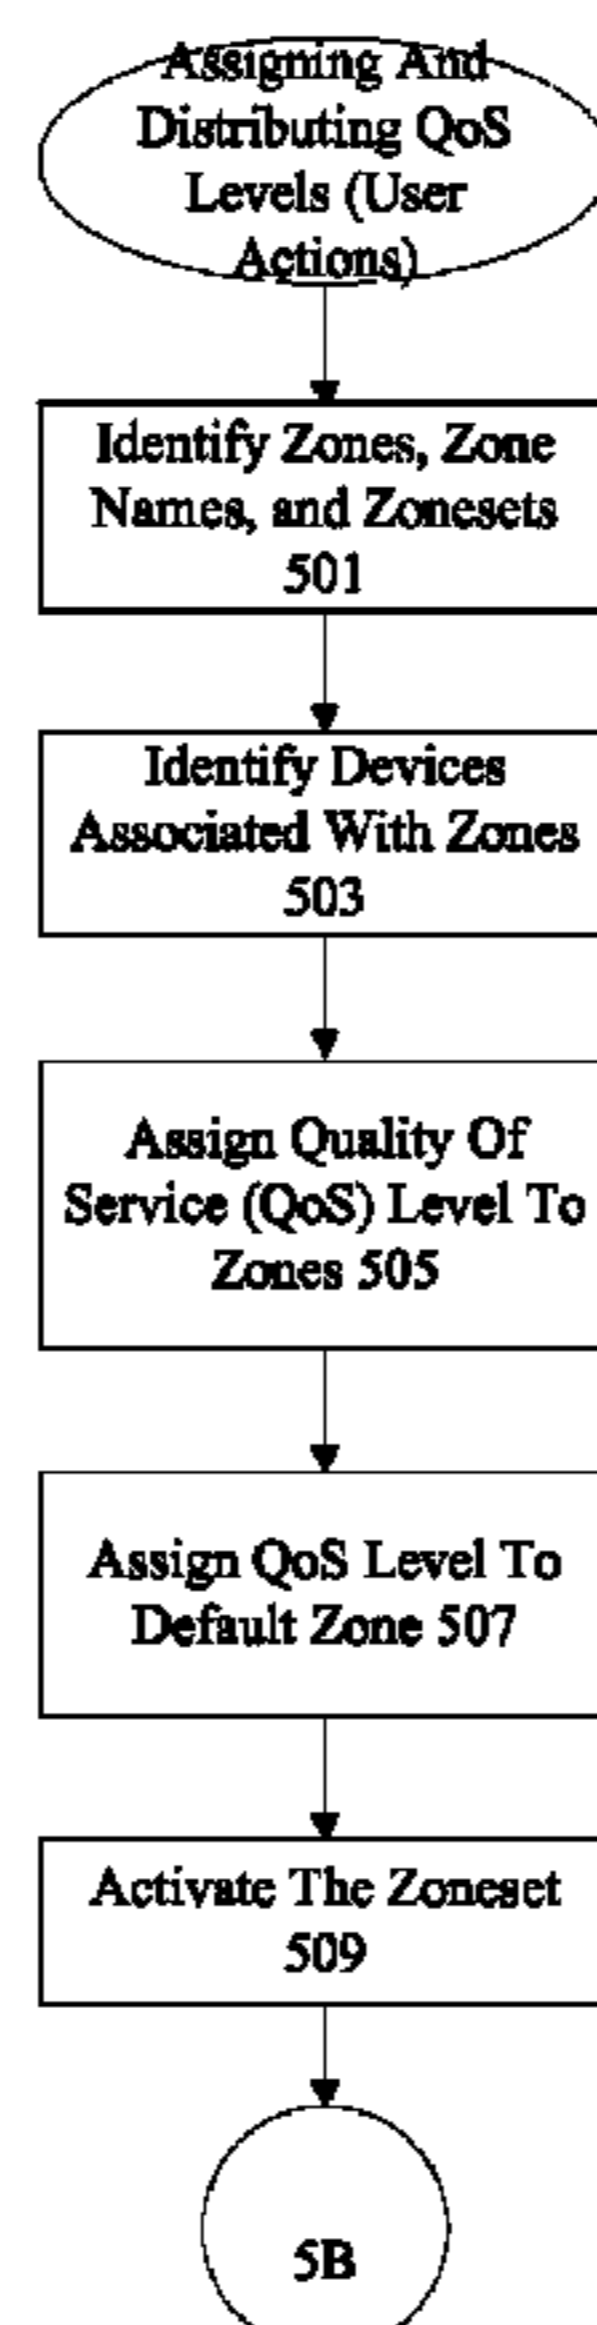 Assigning And
Distributing QoS
Levels (User
Actions)
Identify Zones, Zone
Names, and Zonesets
501
Identify Devices
Associated With Zones
503
Assign Quality Of
Service (QoS) Level To
Zones 505
Assign QoS Level To
Default Zone 507
Activate The Zoneset
509
5B